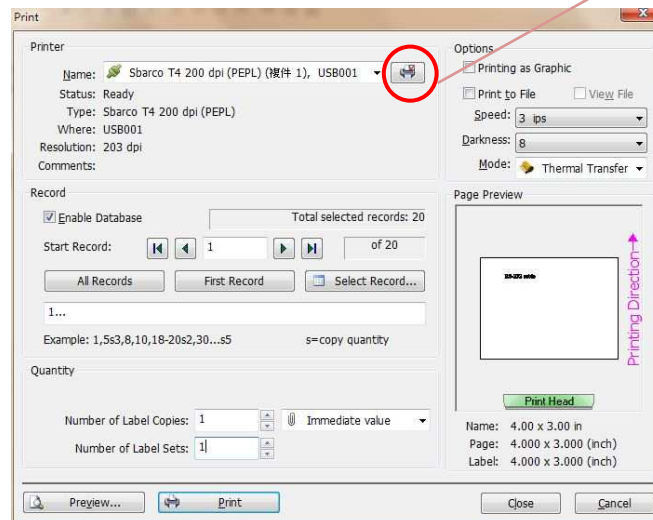 Print
Printer
Name: Sbarco T4 200 dpi (PEPL) (複件 1), USB001
Status: Ready
Type: Sbarco T4 200 dpi (PEPL)
Where: USB001
Resolution: 203 dpi
Comments:
Options
Printing as Graphic
Print to File View File
Speed: 3 ips
Darkness: 8
Mode: Thermal Transfer
Record
Enable Database Total selected records: 20
Start Record: 1 of 20
All Records First Record Select Record...
1...
Example: 1,5s3,8,10,18-20s2,30...s5 s=copy quantity
Quantity
Number of Label Copies: 1 Immediate value
Number of Label Sets: 1
Page Preview
Printing Direction
Print Head
Name: 4.00 x 3.00 in
Page: 4.000 x 3.000 (inch)
Label: 4.000 x 3.000 (inch)
Preview... Print Close Cancel